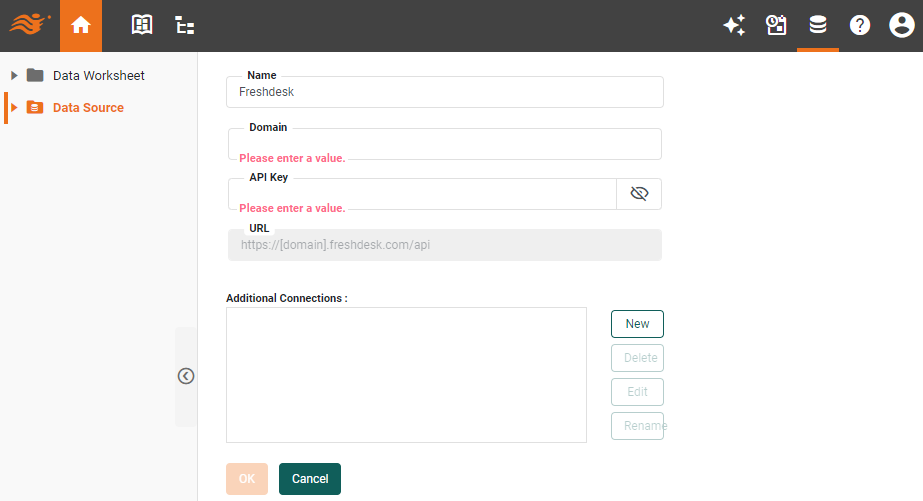 Data Worksheet
Data Source
Name
Freshdesk
Domain
Please enter a value.
API Key
Please enter a value.
URL
https://[domain].freshdesk.com/api
Additional Connections :
New
Delete
Edit
Rename
OK
Cancel